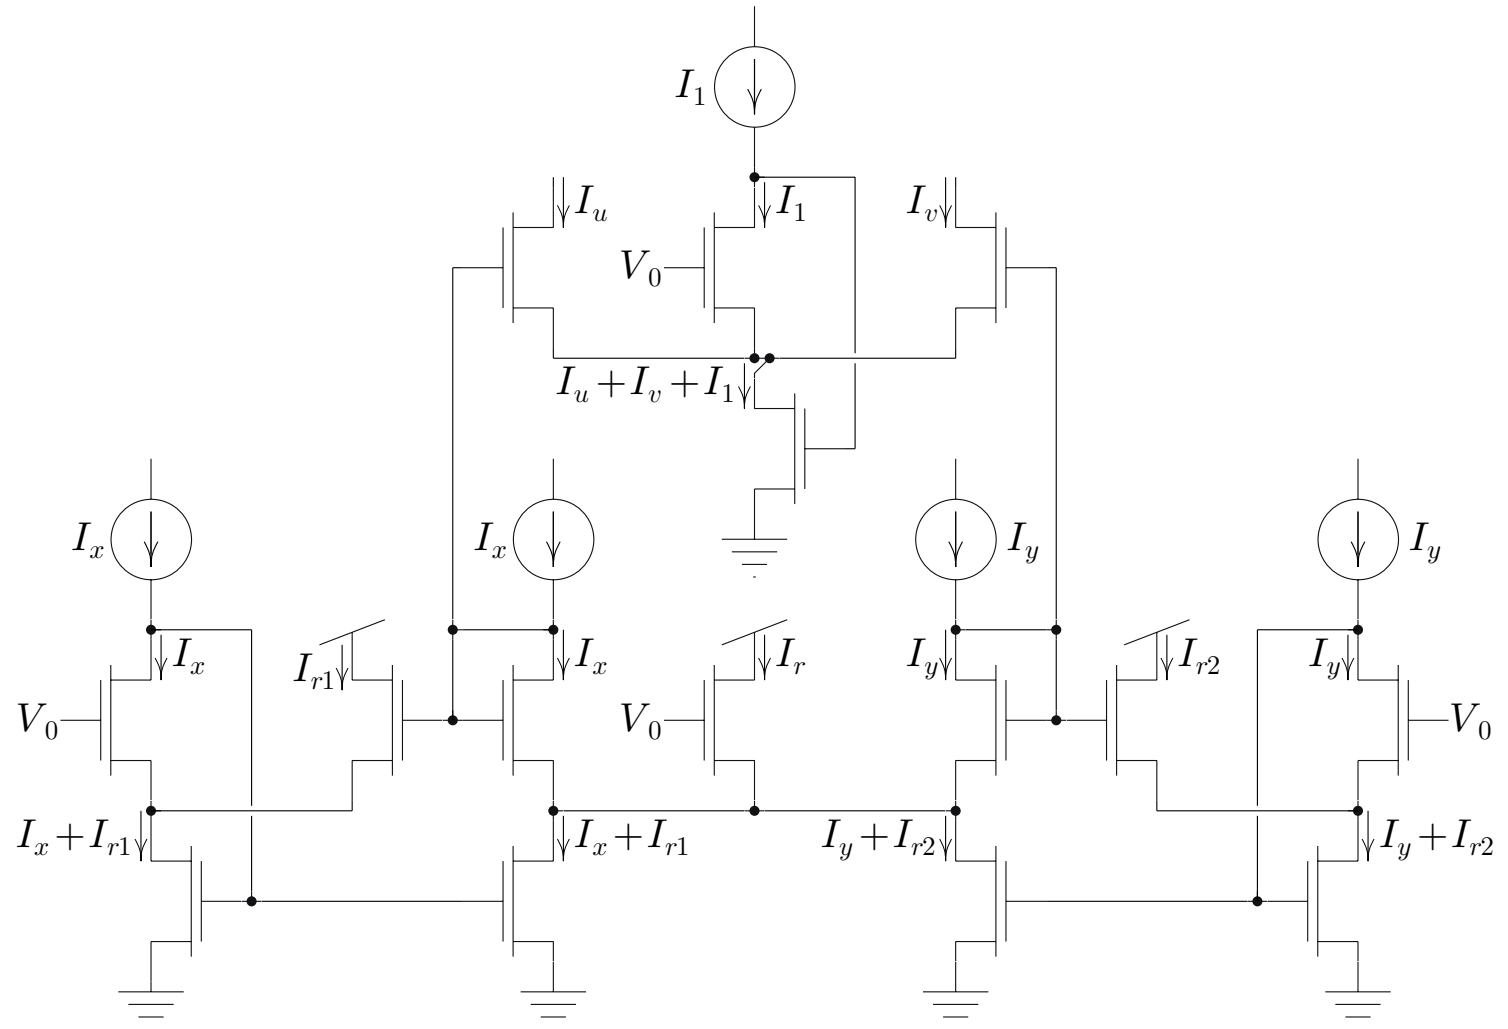 I_1
I_u
I_1
I_v
V_0
I_u+I_v+I_1
I_x
I_x
I_y
I_y
I_x
I_{r1}
I_x
I_r
I_y
I_{r2}
I_y
V_0
V_0
V_0
I_x+I_{r1}
I_x+I_{r1}
I_y+I_{r2}
I_y+I_{r2}